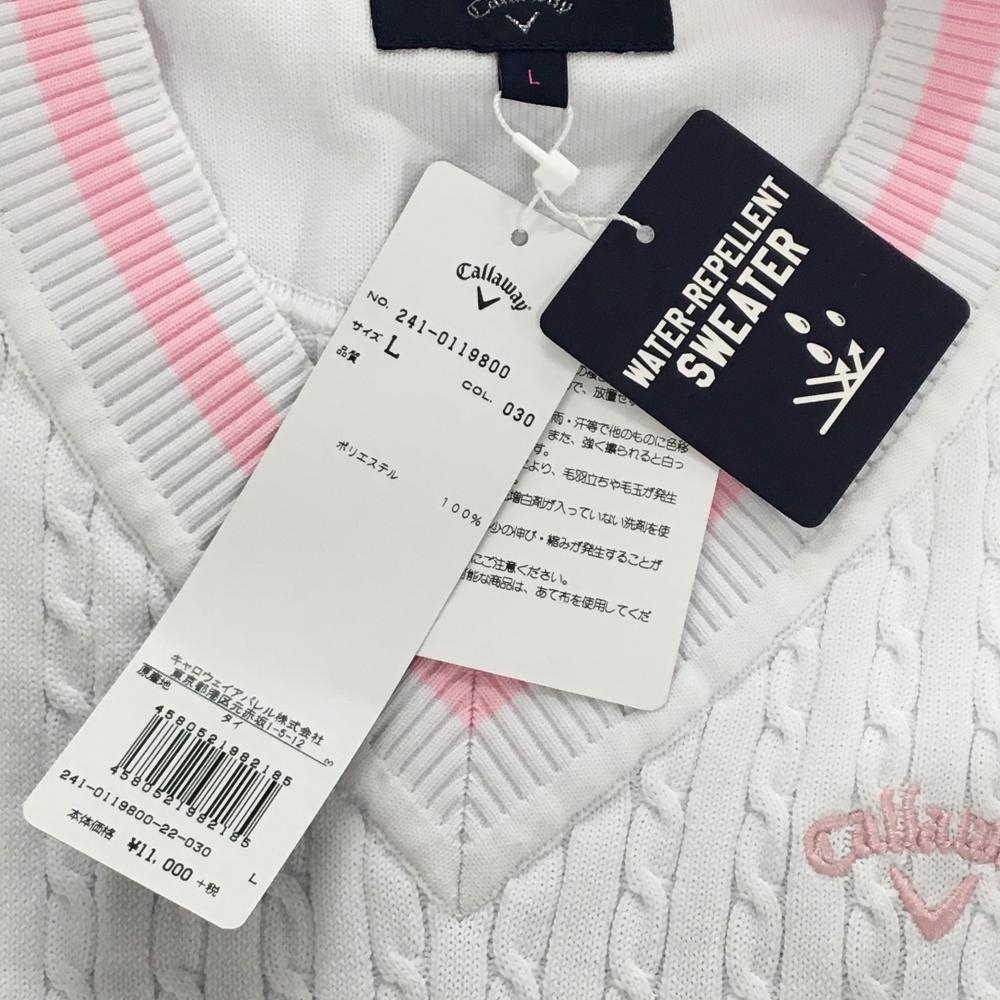 Callaway
L
Callaway
NO. 241-0119800
サイズ L
品質
COL. 030
ポリエステル
100%
キャロウェイアパレル株式会社
東京都港区元赤坂1-5-12
原産地 タイ
4580521982185
4580521982185
241-0119800-22-030
本体価格 ¥11,000 +税
L
WATER-REPELLENT
SWEATER
で、放置せ
雨・汗等で他のものに色移
また、強く擦られると白っ
す。
より、毛羽立ちや毛玉が発生
増白剤が入っていない洗剤を使
少の伸び・縮みが発生することが
にご注意ください。
能な商品は、あて布を使用してくだ
Callaway